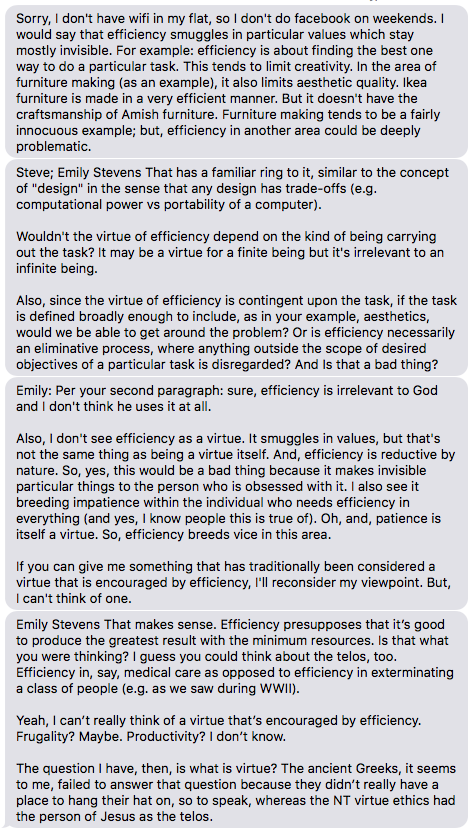 Sorry, I don't have wifi in my flat, so I don't do facebook on weekends. I
would say that efficiency smuggles in particular values which stay
mostly invisible. For example: efficiency is about finding the best one
way to do a particular task. This tends to limit creativity. In the area of
furniture making (as an example), it also limits aesthetic quality. Ikea
furniture is made in a very efficient manner. But it doesn't have the
craftsmanship of Amish furniture. Furniture making tends to be a fairly
innocuous example; but, efficiency in another area could be deeply
problematic.
Steve; Emily Stevens That has a familiar ring to it, similar to the concept
of "design" in the sense that any design has trade-offs (e.g.
computational power vs portability of a computer).
Wouldn't the virtue of efficiency depend on the kind of being carrying
out the task? It may be a virtue for a finite being but it's irrelevant to an
infinite being.
Also, since the virtue of efficiency is contingent upon the task, if the task
is defined broadly enough to include, as in your example, aesthetics,
would we be able to get around the problem? Or is efficiency necessarily
an eliminative process, where anything outside the scope of desired
objectives of a particular task is disregarded? And Is that a bad thing?
Emily: Per your second paragraph: sure, efficiency is irrelevant to God
and I don't think he uses it at all.
Also, I don't see efficiency as a virtue. It smuggles in values, but that's
not the same thing as being a virtue itself. And, efficiency is reductive by
nature. So, yes, this would be a bad thing because it makes invisible
particular things to the person who is obsessed with it. I also see it
breeding impatience within the individual who needs efficiency in
everything (and yes, I know people this is true of). Oh, and, patience is
itself a virtue. So, efficiency breeds vice in this area.
If you can give me something that has traditionally been considered a
virtue that is encouraged by efficiency, I'll reconsider my viewpoint. But,
I can't think of one.
Emily Stevens That makes sense. Efficiency presupposes that it's good
to produce the greatest result with the minimum resources. Is that what
you were thinking? I guess you could think about the telos, too.
Efficiency in, say, medical care as opposed to efficiency in exterminating
a class of people (e.g. as we saw during WWII).
Yeah, I can't really think of a virtue that's encouraged by efficiency.
Frugality? Maybe. Productivity? I don't know.
The question I have, then, is what is virtue? The ancient Greeks, it seems
to me, failed to answer that question because they didn't really have a
place to hang their hat on, so to speak, whereas the NT virtue ethics had
the person of Jesus as the telos.